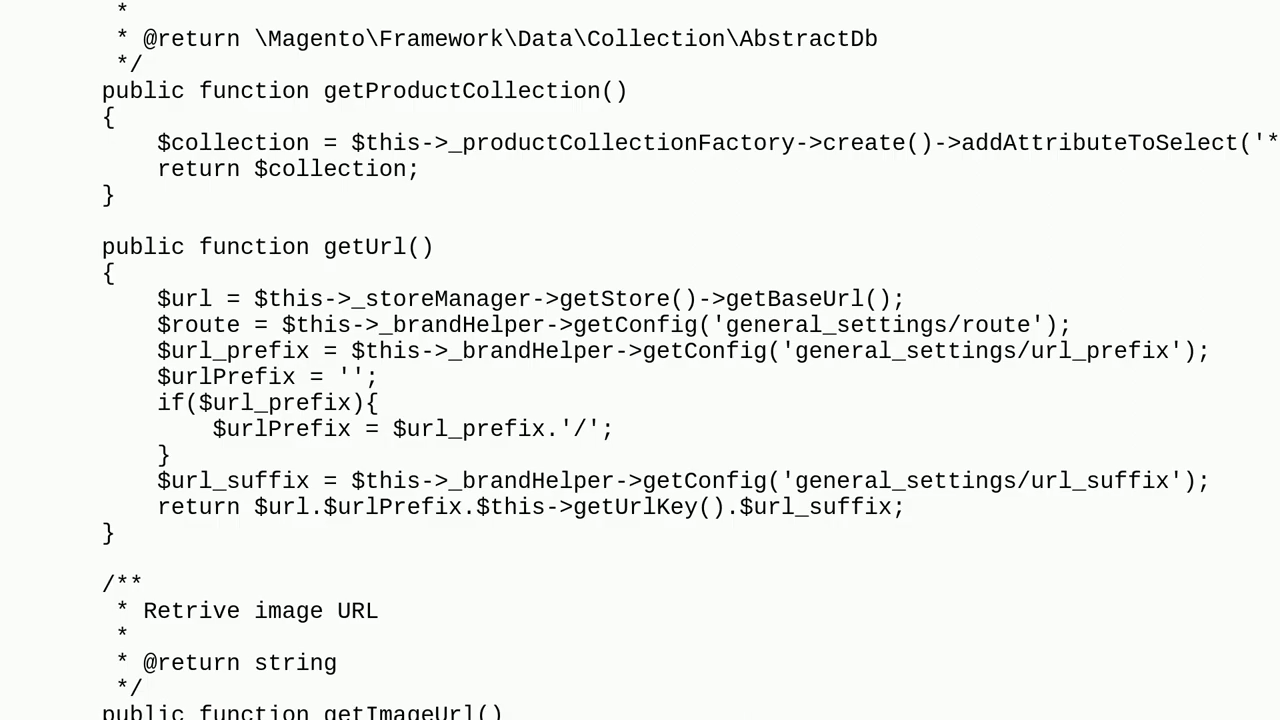 *
     * @return \Magento\Framework\Data\Collection\AbstractDb
     */
    public function getProductCollection()
    {
        $collection = $this->_productCollectionFactory->create()->addAttributeToSelect('*
        return $collection;
    }

    public function getUrl()
    {
        $url = $this->_storeManager->getStore()->getBaseUrl();
        $route = $this->_brandHelper->getConfig('general_settings/route');
        $url_prefix = $this->_brandHelper->getConfig('general_settings/url_prefix');
        $urlPrefix = '';
        if($url_prefix){
            $urlPrefix = $url_prefix.'/';
        }
        $url_suffix = $this->_brandHelper->getConfig('general_settings/url_suffix');
        return $url.$urlPrefix.$this->getUrlKey().$url_suffix;
    }

    /**
     * Retrive image URL
     *
     * @return string
     */
    public function getImageUrl()